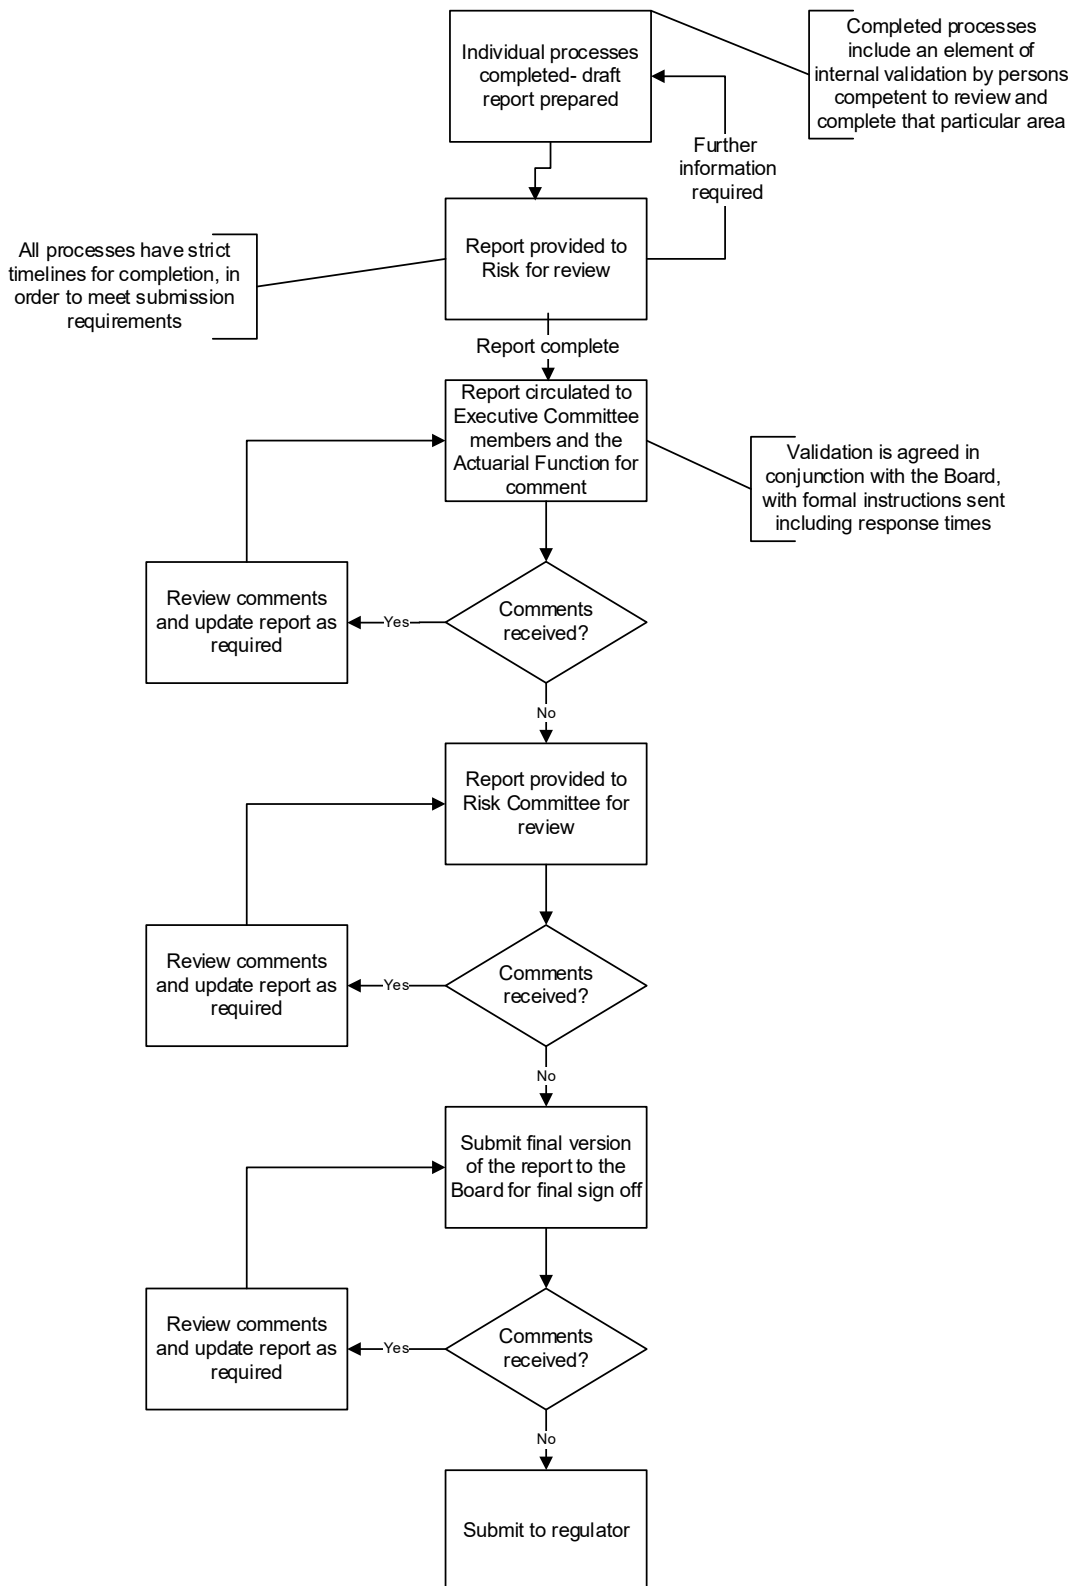 Individual processes
completed- draft
report prepared
Completed processes
include an element of
internal validation by persons
competent to review and
complete that particular area
Further
information
required
Report provided to
Risk for review
All processes have strict
timelines for completion, in
order to meet submission
requirements
Report complete
Report circulated to
Executive Committee
members and the
Actuarial Function for
comment
Validation is agreed in
conjunction with the Board,
with formal instructions sent
including response times
Review comments
and update report as
required
Yes
Comments
received?
No
Report provided to
Risk Committee for
review
Review comments
and update report as
required
Yes
Comments
received?
No
Submit final version
of the report to the
Board for final sign off
Review comments
and update report as
required
Yes
Comments
received?
No
Submit to regulator